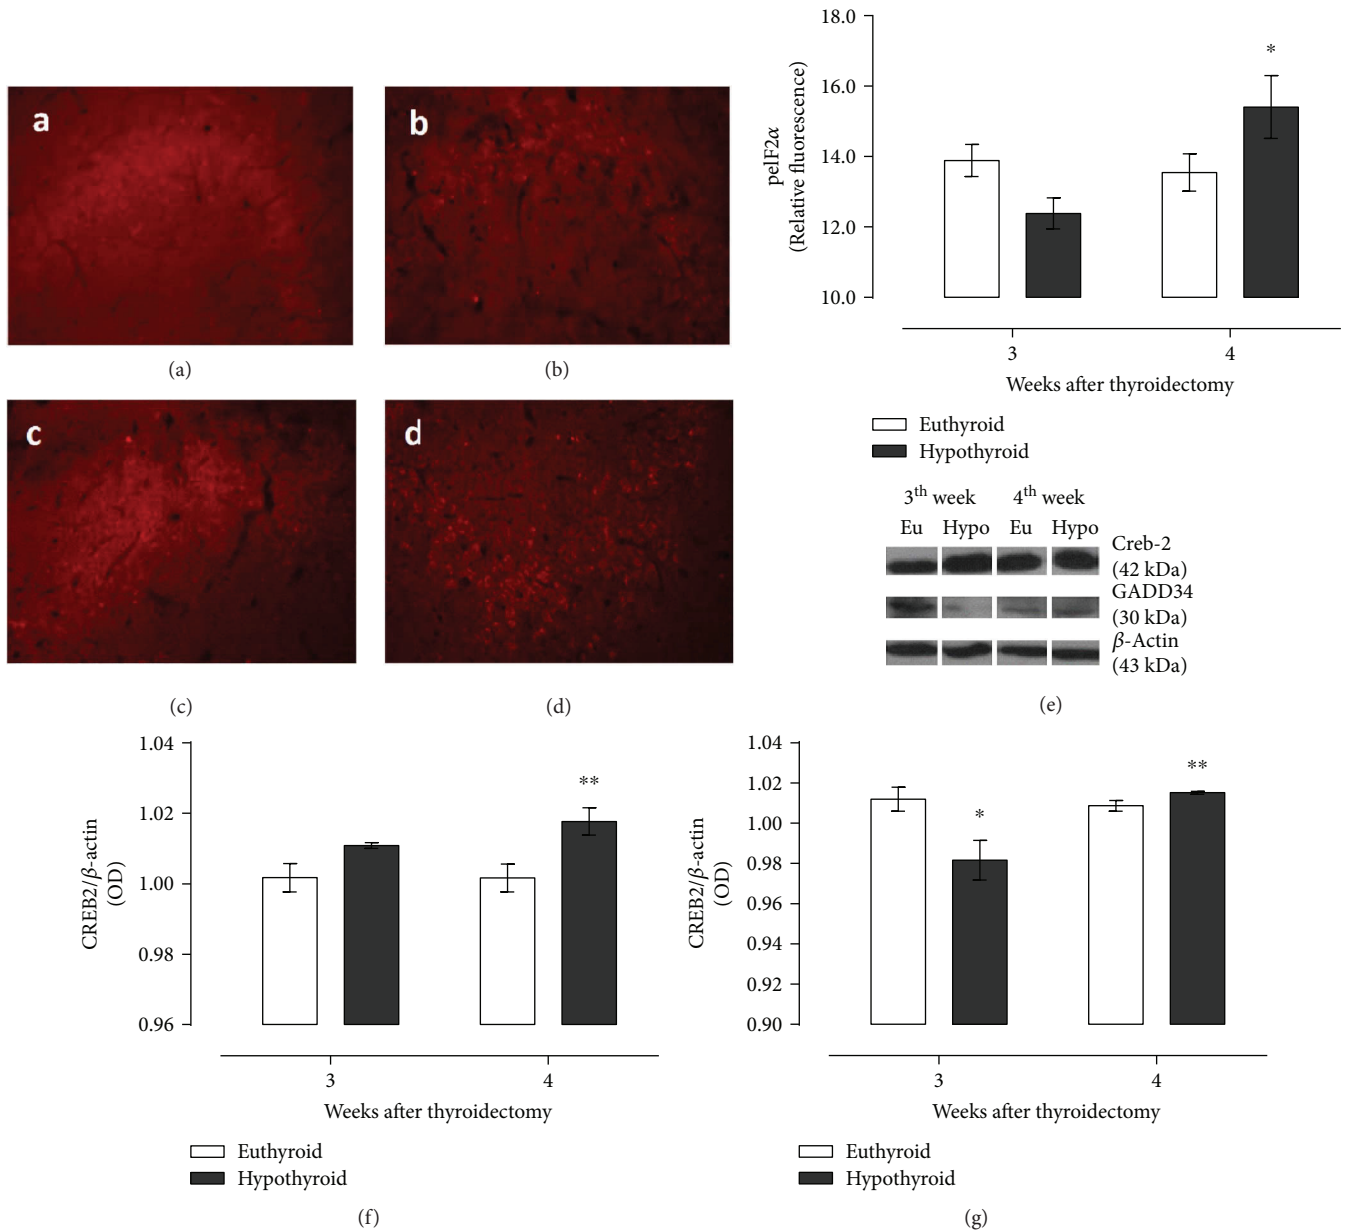 a
b
(a)
(b)
c
d
(c)
(d)
18.0
16.0
14.0
12.0
10.0
peIF2α
(Relative fluorescence)
*
3
4
Weeks after thyroidectomy
Euthyroid
Hypothyroid
3th week
4th week
Eu
Hypo
Eu
Hypo
Creb-2
(42 kDa)
GADD34
(30 kDa)
β-Actin
(43 kDa)
(e)
1.04
1.02
1.00
0.98
0.96
CREB2/β-actin
(OD)
**
3
4
Weeks after thyroidectomy
Euthyroid
Hypothyroid
(f)
1.04
1.02
1.00
0.98
0.96
0.94
0.92
0.90
CREB2/β-actin
(OD)
*
**
3
4
Weeks after thyroidectomy
Euthyroid
Hypothyroid
(g)